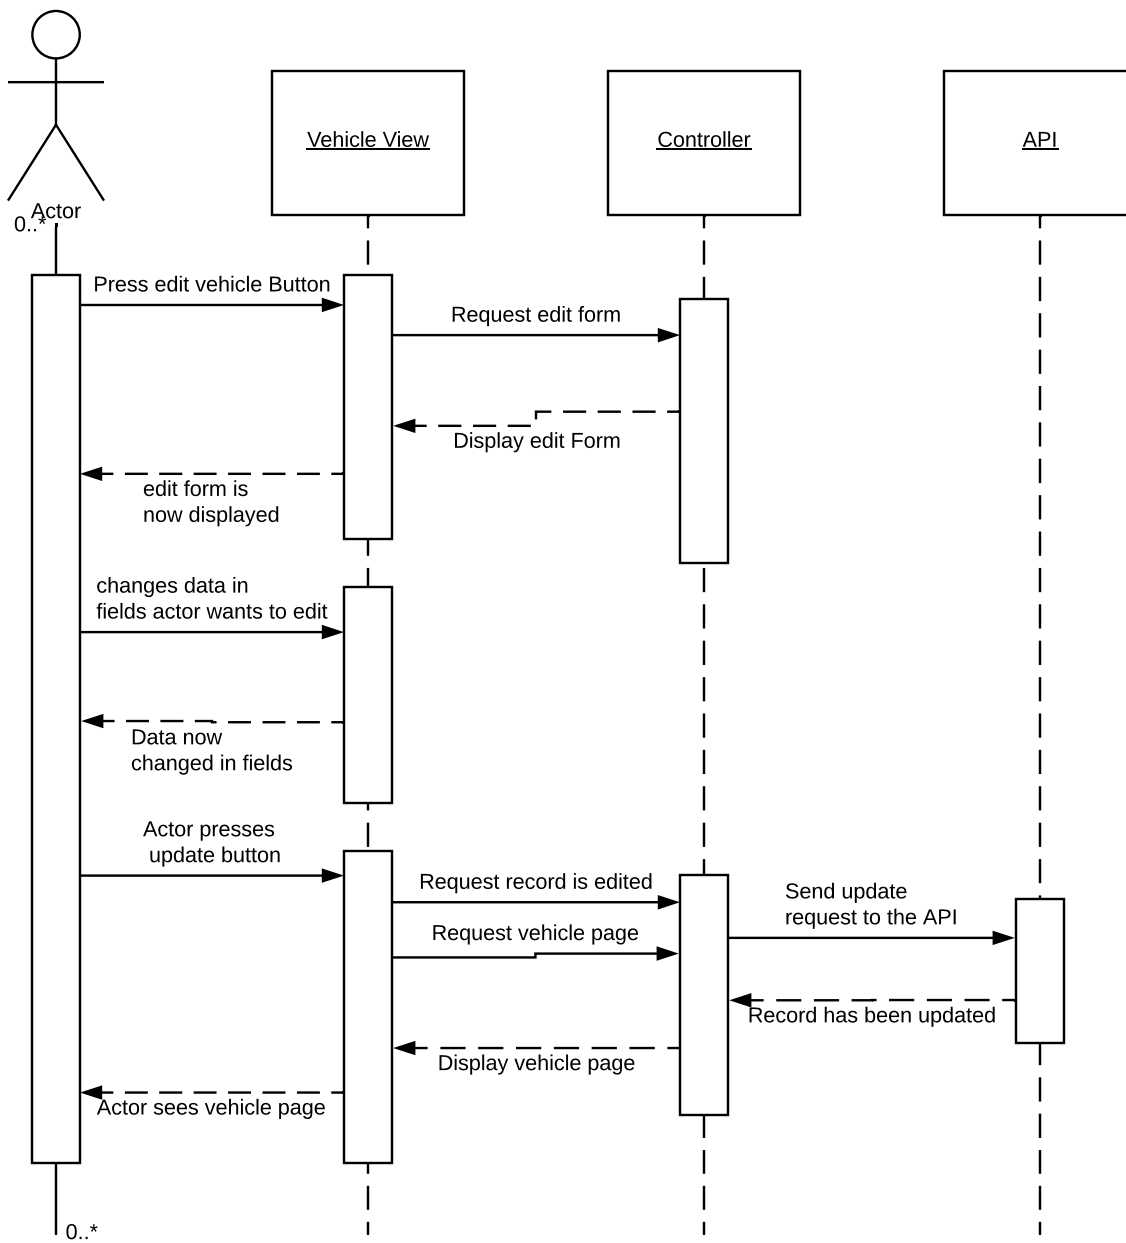 Vehicle View
Controller
API
Actor
0..*
Press edit vehicle Button
Request edit form
Display edit Form
edit form is
now displayed
changes data in
fields actor wants to edit
Data now
changed in fields
Actor presses
update button
Request record is edited
Send update
request to the API
Request vehicle page
Record has been updated
Display vehicle page
Actor sees vehicle page
0..*